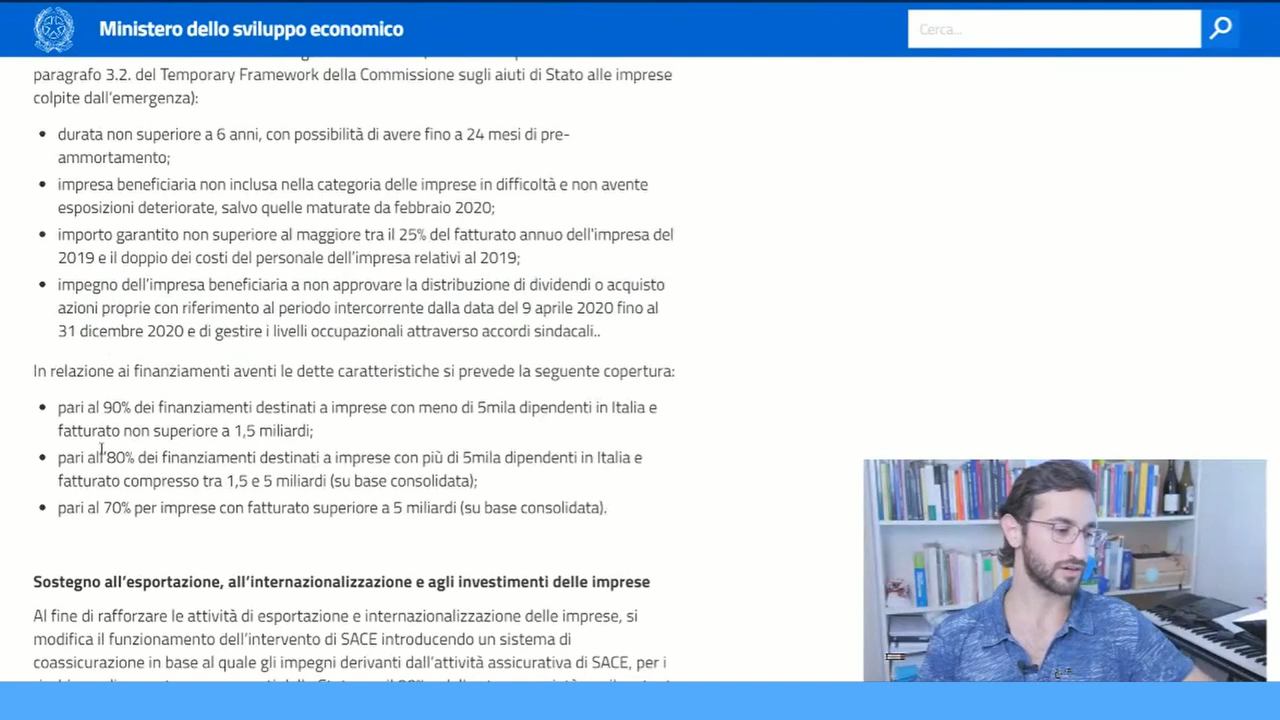 Ministero dello sviluppo economico
Cerca...
paragrafo 3.2. del Temporary Framework della Commissione sugli aiuti di Stato alle imprese
colpite dall'emergenza):
• durata non superiore a 6 anni, con possibilità di avere fino a 24 mesi di pre-
ammortamento;
• impresa beneficiaria non inclusa nella categoria delle imprese in difficoltà e non avente
esposizioni deteriorate, salvo quelle maturate da febbraio 2020;
• importo garantito non superiore al maggiore tra il 25% del fatturato annuo dell'impresa del
2019 e il doppio dei costi del personale dell'impresa relativi al 2019;
• impegno dell'impresa beneficiaria a non approvare la distribuzione di dividendi o acquisto
azioni proprie con riferimento al periodo intercorrente dalla data del 9 aprile 2020 fino al
31 dicembre 2020 e di gestire i livelli occupazionali attraverso accordi sindacali..
In relazione ai finanziamenti aventi le dette caratteristiche si prevede la seguente copertura:
• pari al 90% dei finanziamenti destinati a imprese con meno di 5mila dipendenti in Italia e
fatturato non superiore a 1,5 miliardi;
• pari all'80% dei finanziamenti destinati a imprese con più di 5mila dipendenti in Italia e
fatturato compresso tra 1,5 e 5 miliardi (su base consolidata);
• pari al 70% per imprese con fatturato superiore a 5 miliardi (su base consolidata).
Sostegno all'esportazione, all'internazionalizzazione e agli investimenti delle imprese
Al fine di rafforzare le attività di esportazione e internazionalizzazione delle imprese, si
modifica il funzionamento dell'intervento di SACE introducendo un sistema di
coassicurazione in base al quale gli impegni derivanti dall'attività assicurativa di SACE, per i